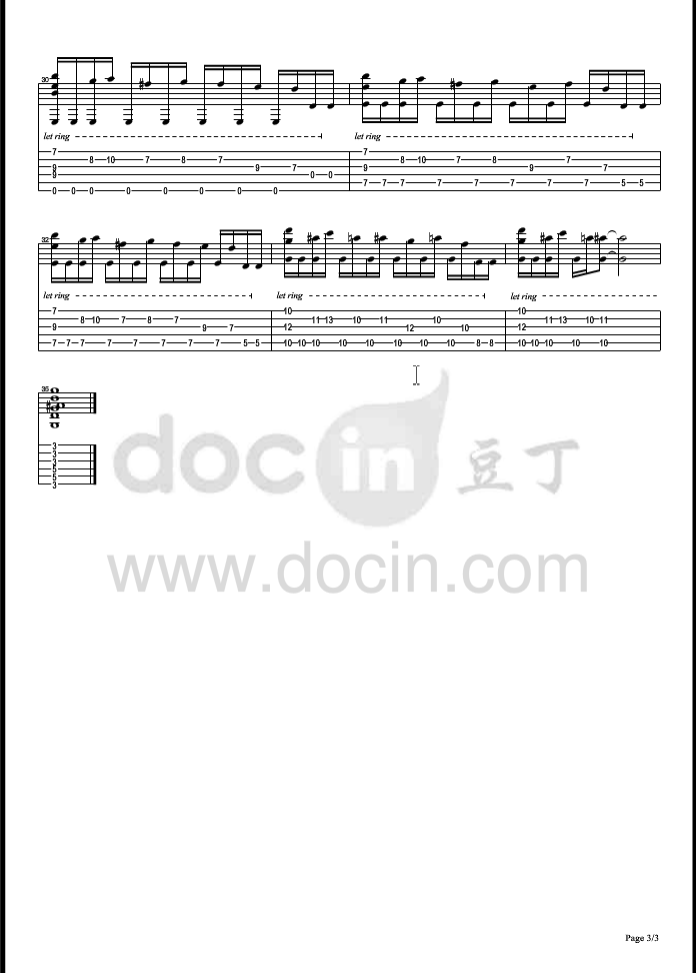 30
let ring
let ring
7 8 10 7 8 7 9 7 0 0
9
8
0 0 0 0 0 0 0 0
7 8 10 7 8 7 9 7 7
9
7 7 7 7 7 7 7 7 5 5
32
let ring
let ring
let ring
7 8 10 7 8 7 9 7
9
7 7 7 7 7 7 7 7 5 5
10 11 13 10 11 12 10 10
12
10 10 10 10 10 10 10 10 8 8
10 11 13 10 11
12
10 10 10 10 10
35
3
3
3
5
5
3
docin 豆丁
www.docin.com
Page 3/3